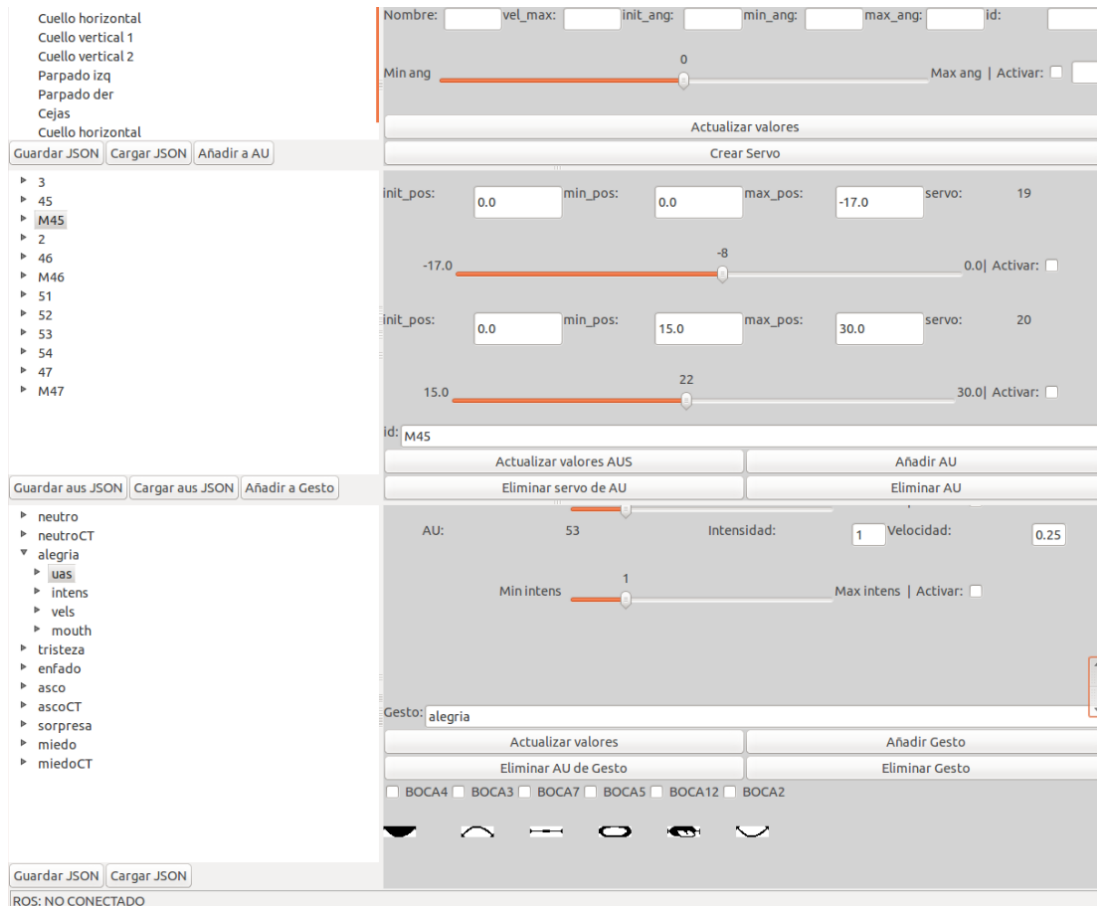 Cuello horizontal
Cuello vertical 1
Cuello vertical 2
Parpado izq
Parpado der
Cejas
Cuello horizontal
Guardar JSON Cargar JSON Añadir a AU
Nombre: vel_max: init_ang: min_ang: max_ang: id:
0
Min ang Max ang | Activar:
Actualizar valores
Crear Servo
3
45
M45
2
46
M46
51
52
53
54
47
M47
Guardar aus JSON Cargar aus JSON Añadir a Gesto
init_pos: 0.0 min_pos: 0.0 max_pos: -17.0 servo: 19
-8
-17.0 0.0| Activar:
init_pos: 0.0 min_pos: 15.0 max_pos: 30.0 servo: 20
22
15.0 30.0| Activar:
id: M45
Actualizar valores AUS Añadir AU
Eliminar servo de AU Eliminar AU
neutro
neutroCT
alegria
uas
intens
vels
mouth
tristeza
enfado
asco
ascoCT
sorpresa
miedo
miedoCT
Guardar JSON Cargar JSON
AU: 53 Intensidad: 1 Velocidad: 0.25
1
Min intens Max intens | Activar:
Gesto: alegria
Actualizar valores Añadir Gesto
Eliminar AU de Gesto Eliminar Gesto
BOCA4 BOCA3 BOCA7 BOCA5 BOCA12 BOCA2
ROS: NO CONECTADO